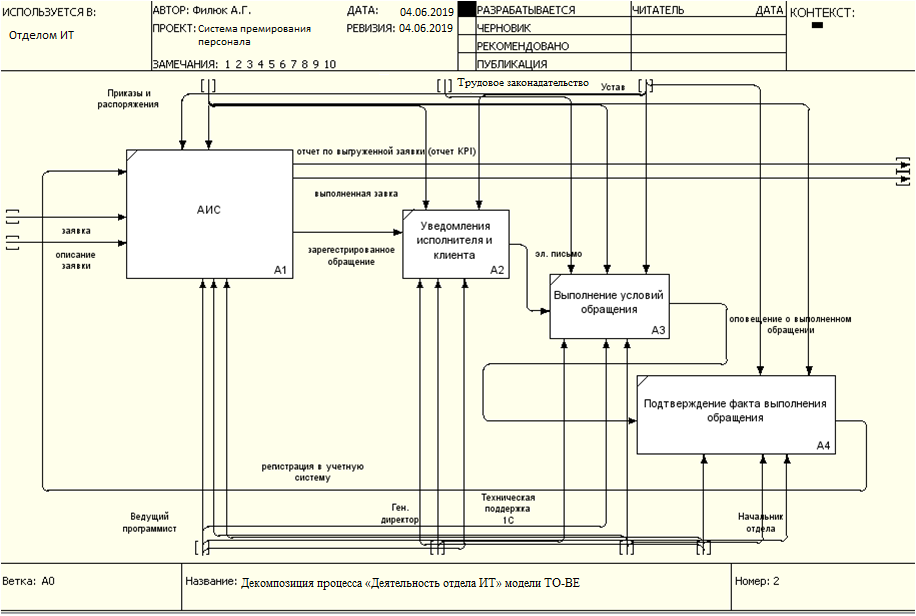 ИСПОЛЬЗУЕТСЯ В:
Отделом ИТ
АВТОР: Филюк А.Г.
ДАТА: 04.06.2019
ПРОЕКТ: Система премирования
персонала
РЕВИЗИЯ: 04.06.2019
ЗАМЕЧАНИЯ: 1 2 3 4 5 6 7 8 9 10
РАЗРАБАТЫВАЕТСЯ
ЧЕРНОВИК
РЕКОМЕНДОВАНО
ПУБЛИКАЦИЯ
ЧИТАТЕЛЬ
ДАТА
КОНТЕКСТ:
Приказы и
распоряжения
Трудовое законадательство
Устав
отчет по выгруженной заявки (отчет KPI)
выполненная завка
АИС
A1
заявка
описание
заявки
зарегестрированное
обращение
Уведомления
исполнителя и
клиента
A2
эл. письмо
Выполнение условий
обращения
A3
оповещение о выполненном
обращении
Подтверждение факта выполнения
обращения
A4
регистрация в учетную
систему
Ведущий
программист
Ген.
директор
Техническая
поддержка
1С
Начальник
отдела
Ветка: A0
Название: Декомпозиция процесса «Деятельность отдела ИТ» модели TO-BE
Номер: 2